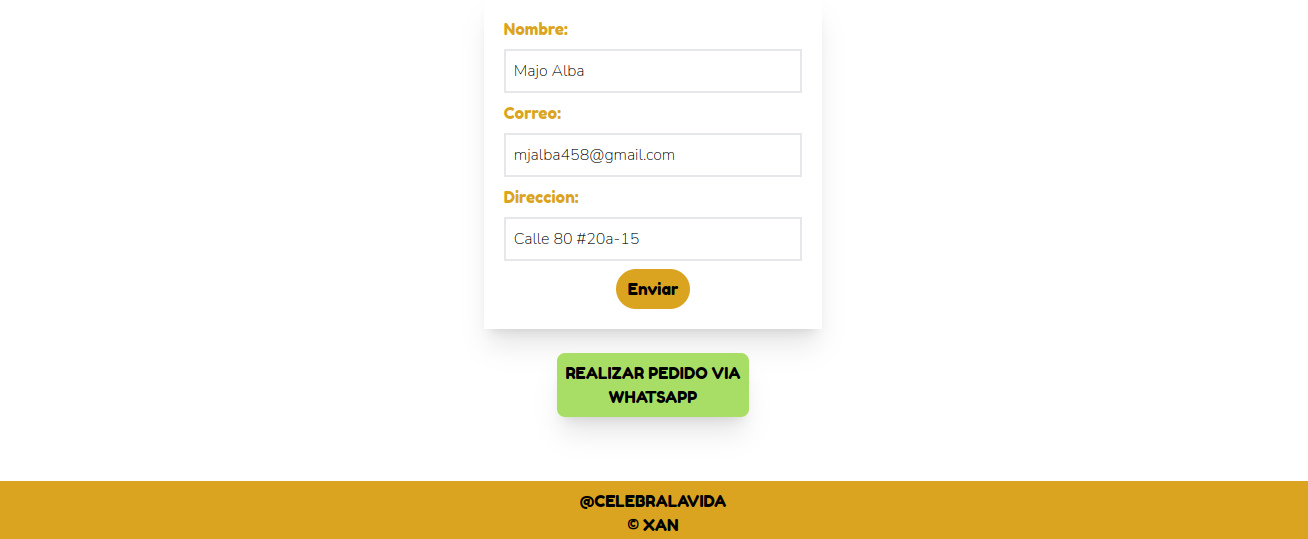 Nombre:
Majo Alba
Correo:
mjalba458@gmail.com
Direccion:
Calle 80 #20a-15
Enviar
REALIZAR PEDIDO VIA
WHATSAPP
@CELEBRALAVIDA
© XAN